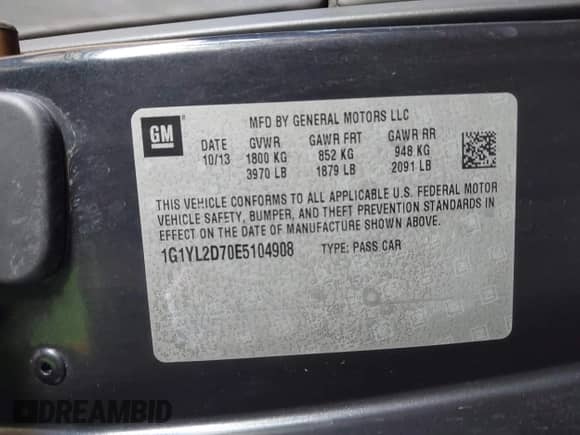 MFD BY GENERAL MOTORS LLC
GM
DATE GVWR GAWR FRT GAWR RR
10/13 1800 KG 852 KG 948 KG
3970 LB 1879 LB 2091 LB
THIS VEHICLE CONFORMS TO ALL APPLICABLE U.S. FEDERAL MOTOR
VEHICLE SAFETY, BUMPER, AND THEFT PREVENTION STANDARDS IN
EFFECT ON THE DATE OF MANUFACTURE SHOWN ABOVE.
1G1YL2D70E5104908 TYPE: PASS CAR
DREAMBID